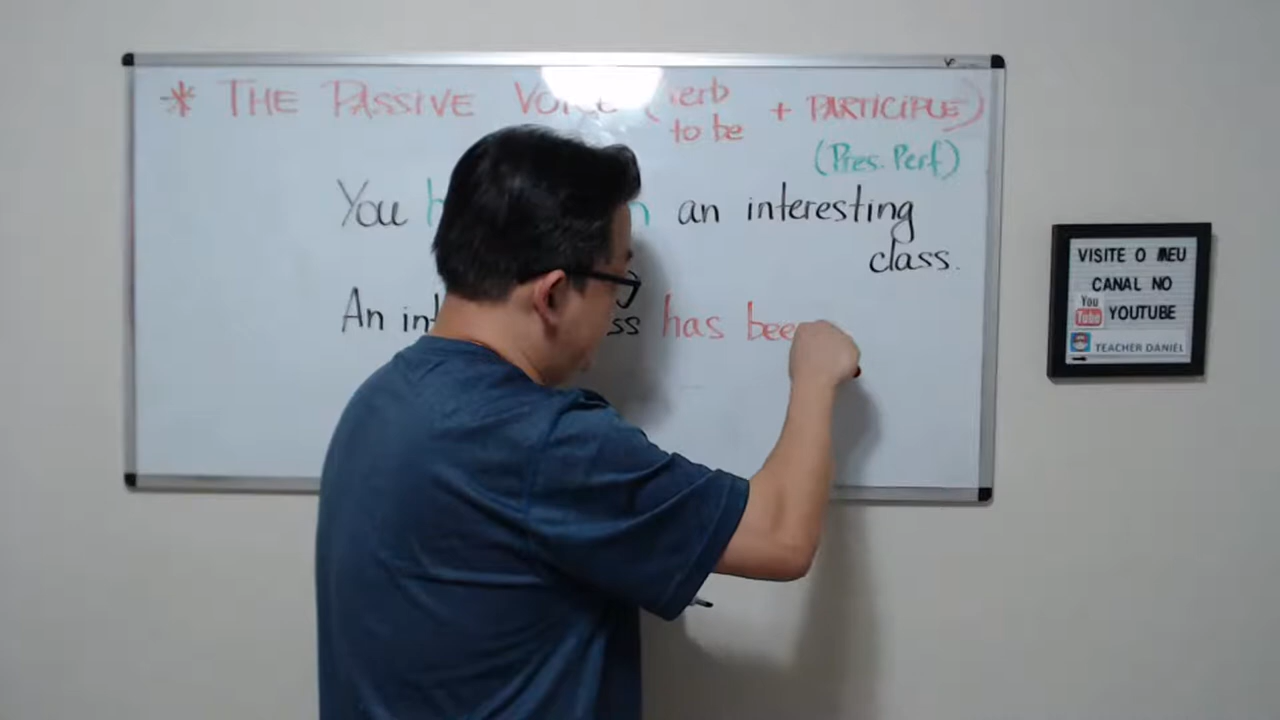 * THE PASSIVE VOICE (verb to be + PARTICIPLE)
(Pres. Perf)
You an interesting
class.
An has bee
VISITE O MEU
CANAL NO
You Tube YOUTUBE
TEACHER DANIEL